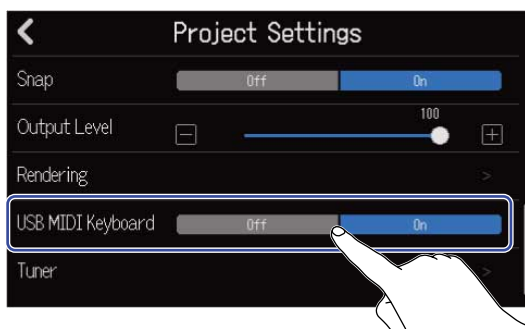 Project Settings
Snap Off On
Output Level 100
Rendering >
USB MIDI Keyboard Off On
Tuner >